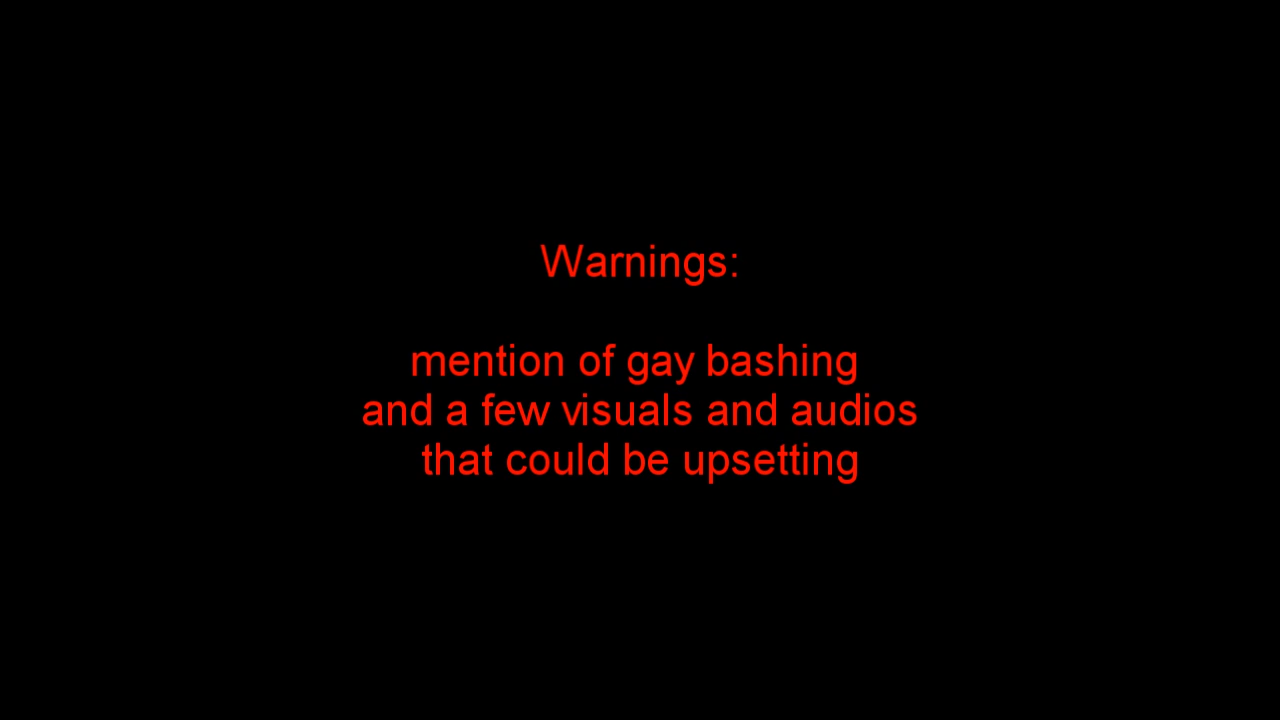 Warnings:
mention of gay bashing
and a few visuals and audios
that could be upsetting